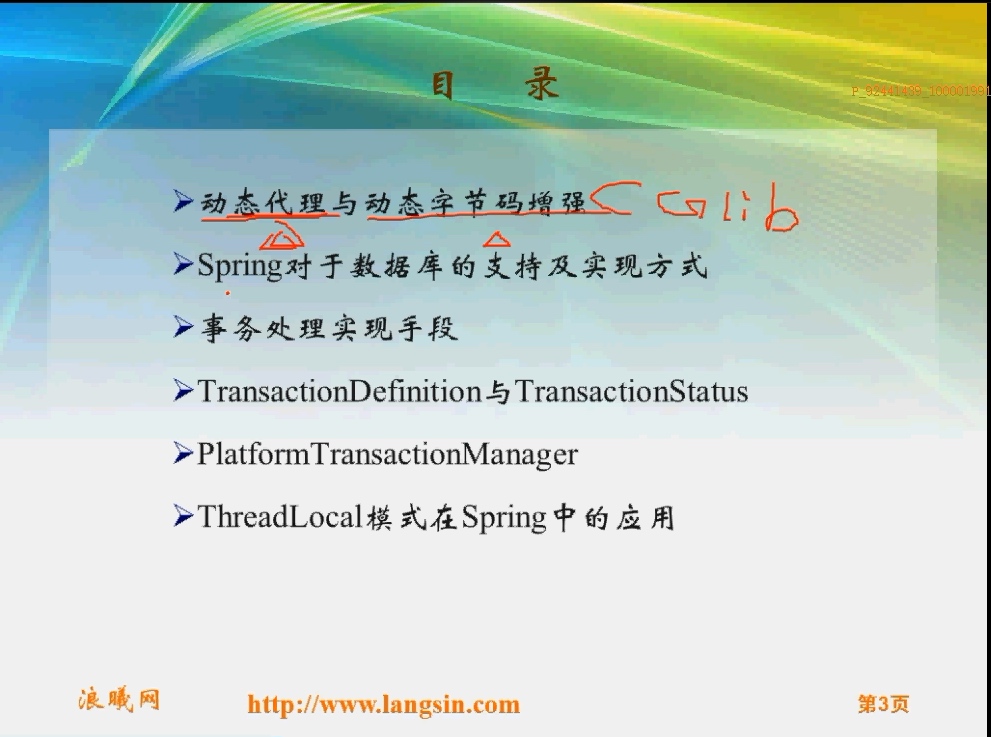 目 录
P_92441489_100001991
动态代理与动态字节码增强 Cglib
Spring对于数据库的支持及实现方式
事务处理实现手段
TransactionDefinition与TransactionStatus
PlatformTransactionManager
ThreadLocal模式在Spring中的应用
浪曦网 http://www.langsin.com 第3页